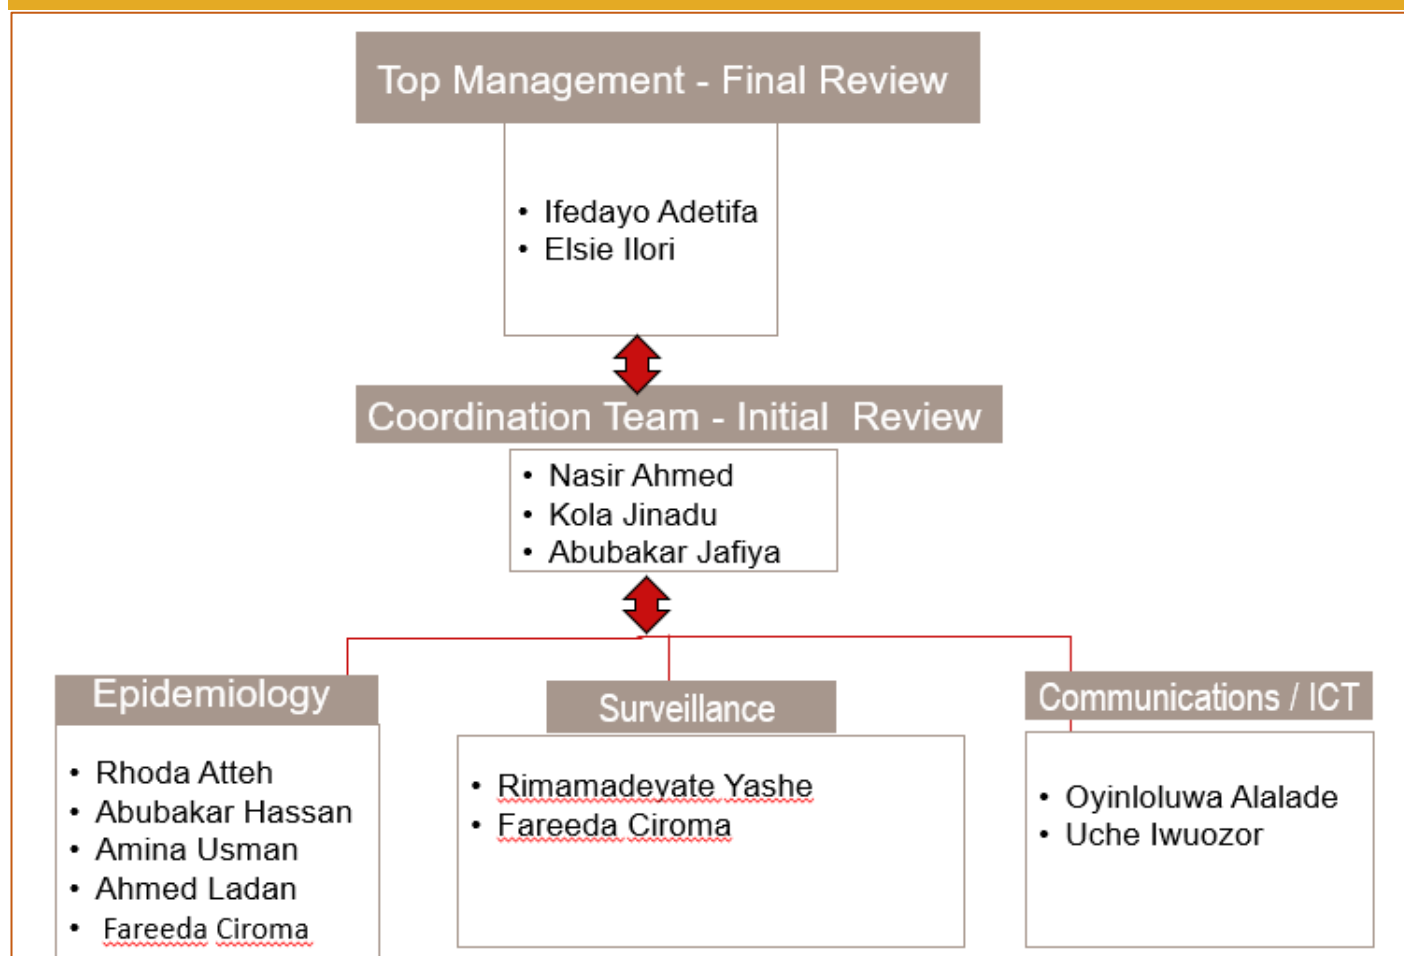 Top Management - Final Review
• Ifedayo Adetifa
• Elsie Ilori
Coordination Team - Initial  Review
• Nasir Ahmed
• Kola Jinadu
• Abubakar Jafiya
Epidemiology
• Rhoda Atteh
• Abubakar Hassan
• Amina Usman
• Ahmed Ladan
• Fareeda Ciroma
Surveillance
• Rimamadeyate Yashe
• Fareeda Ciroma
Communications / ICT
• Oyinloluwa Alalade
• Uche Iwuozor